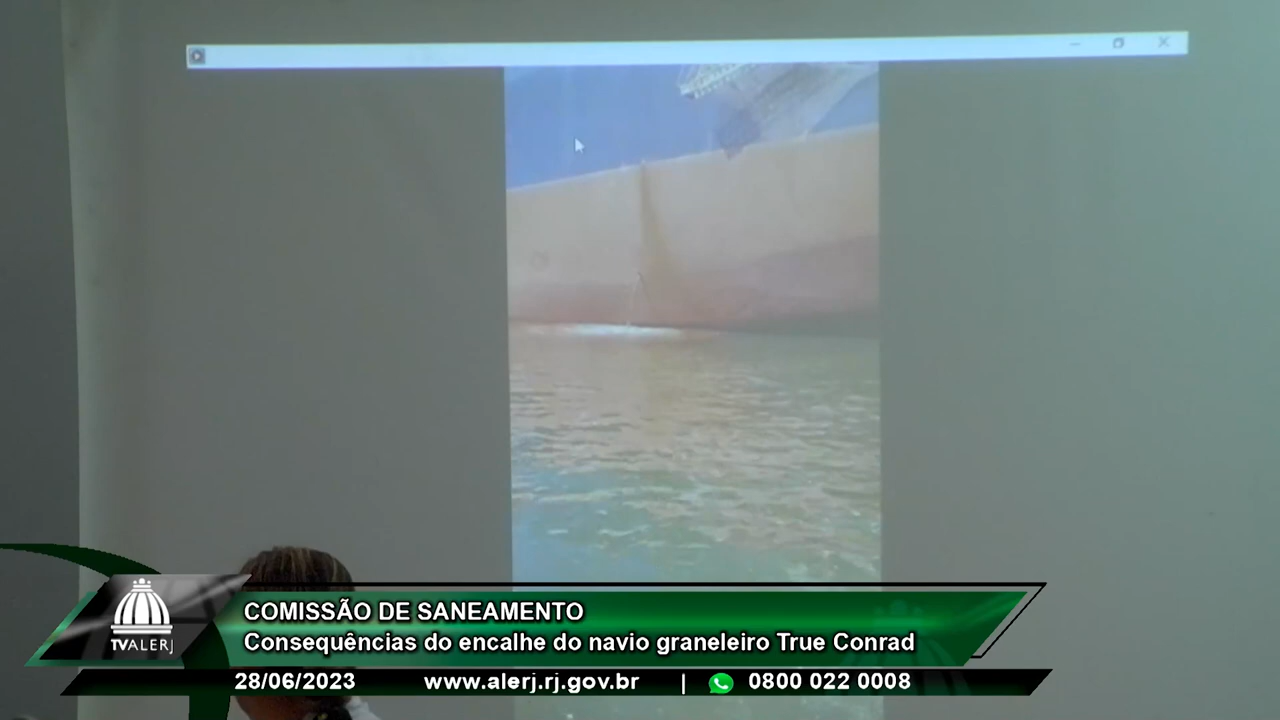 COMISSÃO DE SANEAMENTO
Consequências do encalhe do navio graneleiro True Conrad
TVALERJ
28/06/2023 www.alerj.rj.gov.br | 0800 022 0008